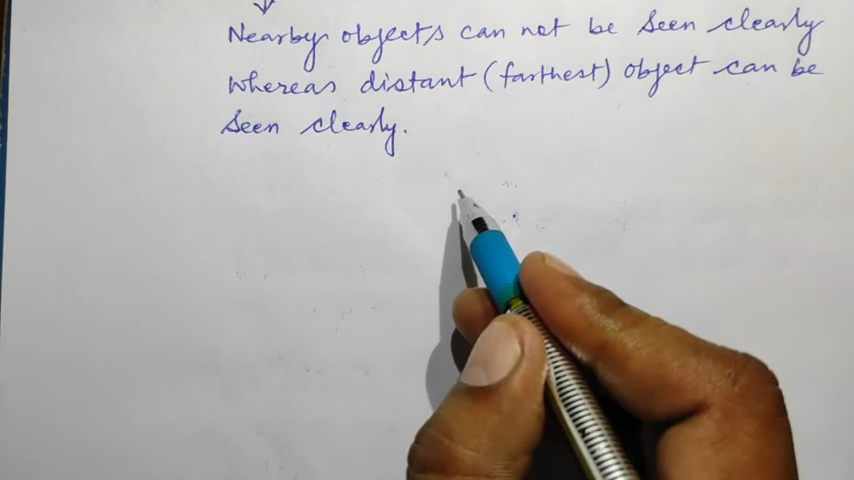 Nearby objects can not be seen clearly
whereas distant (farthest) object can be
seen clearly.